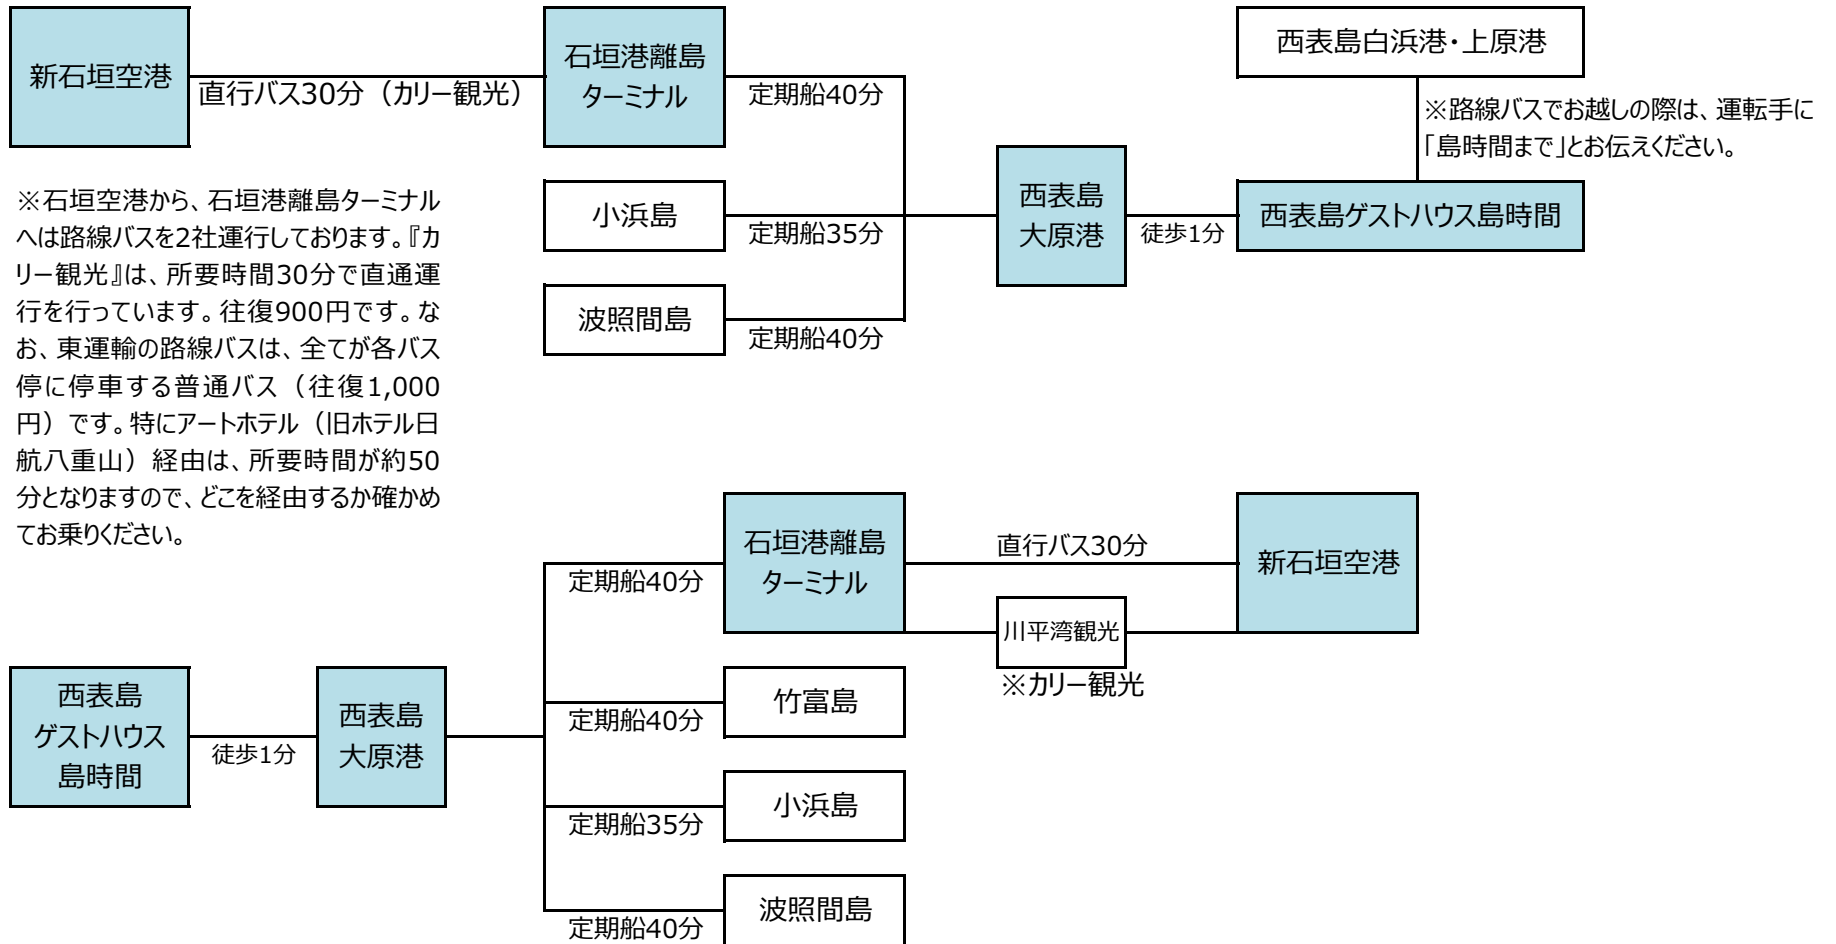 新石垣空港
直行バス30分（カリー観光）
石垣港離島
ターミナル
定期船40分
小浜島
定期船35分
波照間島
定期船40分
西表島
大原港
徒歩1分
西表島白浜港・上原港
※路線バスでお越しの際は、運転手に
「島時間まで」とお伝えください。
西表島ゲストハウス島時間
※石垣空港から、石垣港離島ターミナル
へは路線バスを2社運行しております。『カ
リー観光』は、所要時間30分で直通運
行を行っています。往復900円です。な
お、東運輸の路線バスは、全てが各バス
停に停車する普通バス（往復1,000
円）です。特にアートホテル（旧ホテル日
航八重山）経由は、所要時間が約50
分となりますので、どこを経由するか確かめ
てお乗りください。
西表島
ゲストハウス
島時間
徒歩1分
西表島
大原港
定期船40分
石垣港離島
ターミナル
直行バス30分
新石垣空港
川平湾観光
※カリー観光
定期船40分
竹富島
定期船35分
小浜島
定期船40分
波照間島